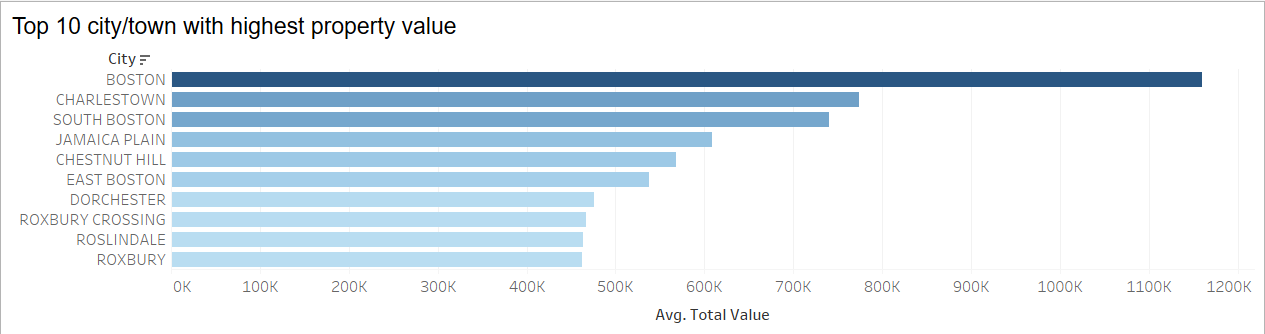 Top 10 city/town with highest property value
City
BOSTON
CHARLESTOWN
SOUTH BOSTON
JAMAICA PLAIN
CHESTNUT HILL
EAST BOSTON
DORCHESTER
ROXBURY CROSSING
ROSLINDALE
ROXBURY
0K 100K 200K 300K 400K 500K 600K 700K 800K 900K 1000K 1100K 1200K
Avg. Total Value